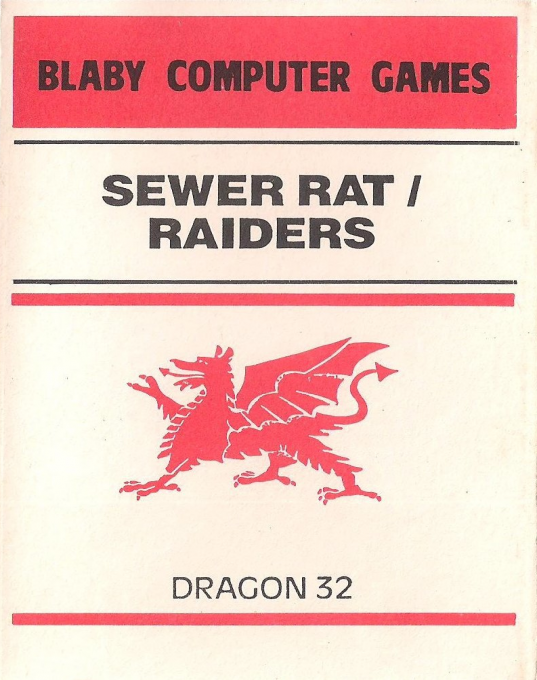 BLABY COMPUTER GAMES
SEWER RAT /
RAIDERS
DRAGON 32